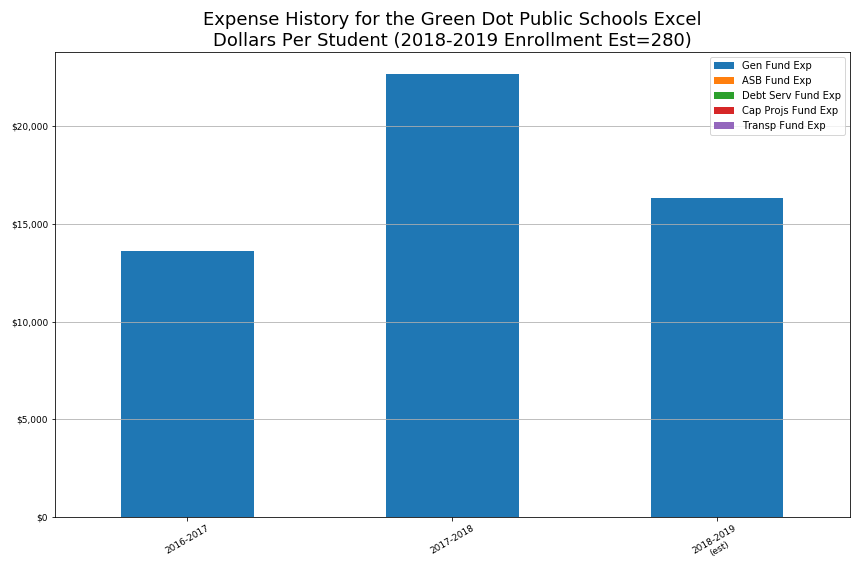 Expense History for the Green Dot Public Schools Excel
Dollars Per Student (2018-2019 Enrollment Est=280)
Gen Fund Exp
ASB Fund Exp
Debt Serv Fund Exp
Cap Projs Fund Exp
Transp Fund Exp
$20,000
$15,000
$10,000
$5,000
$0
2016-2017
2017-2018
2018-2019
(est)